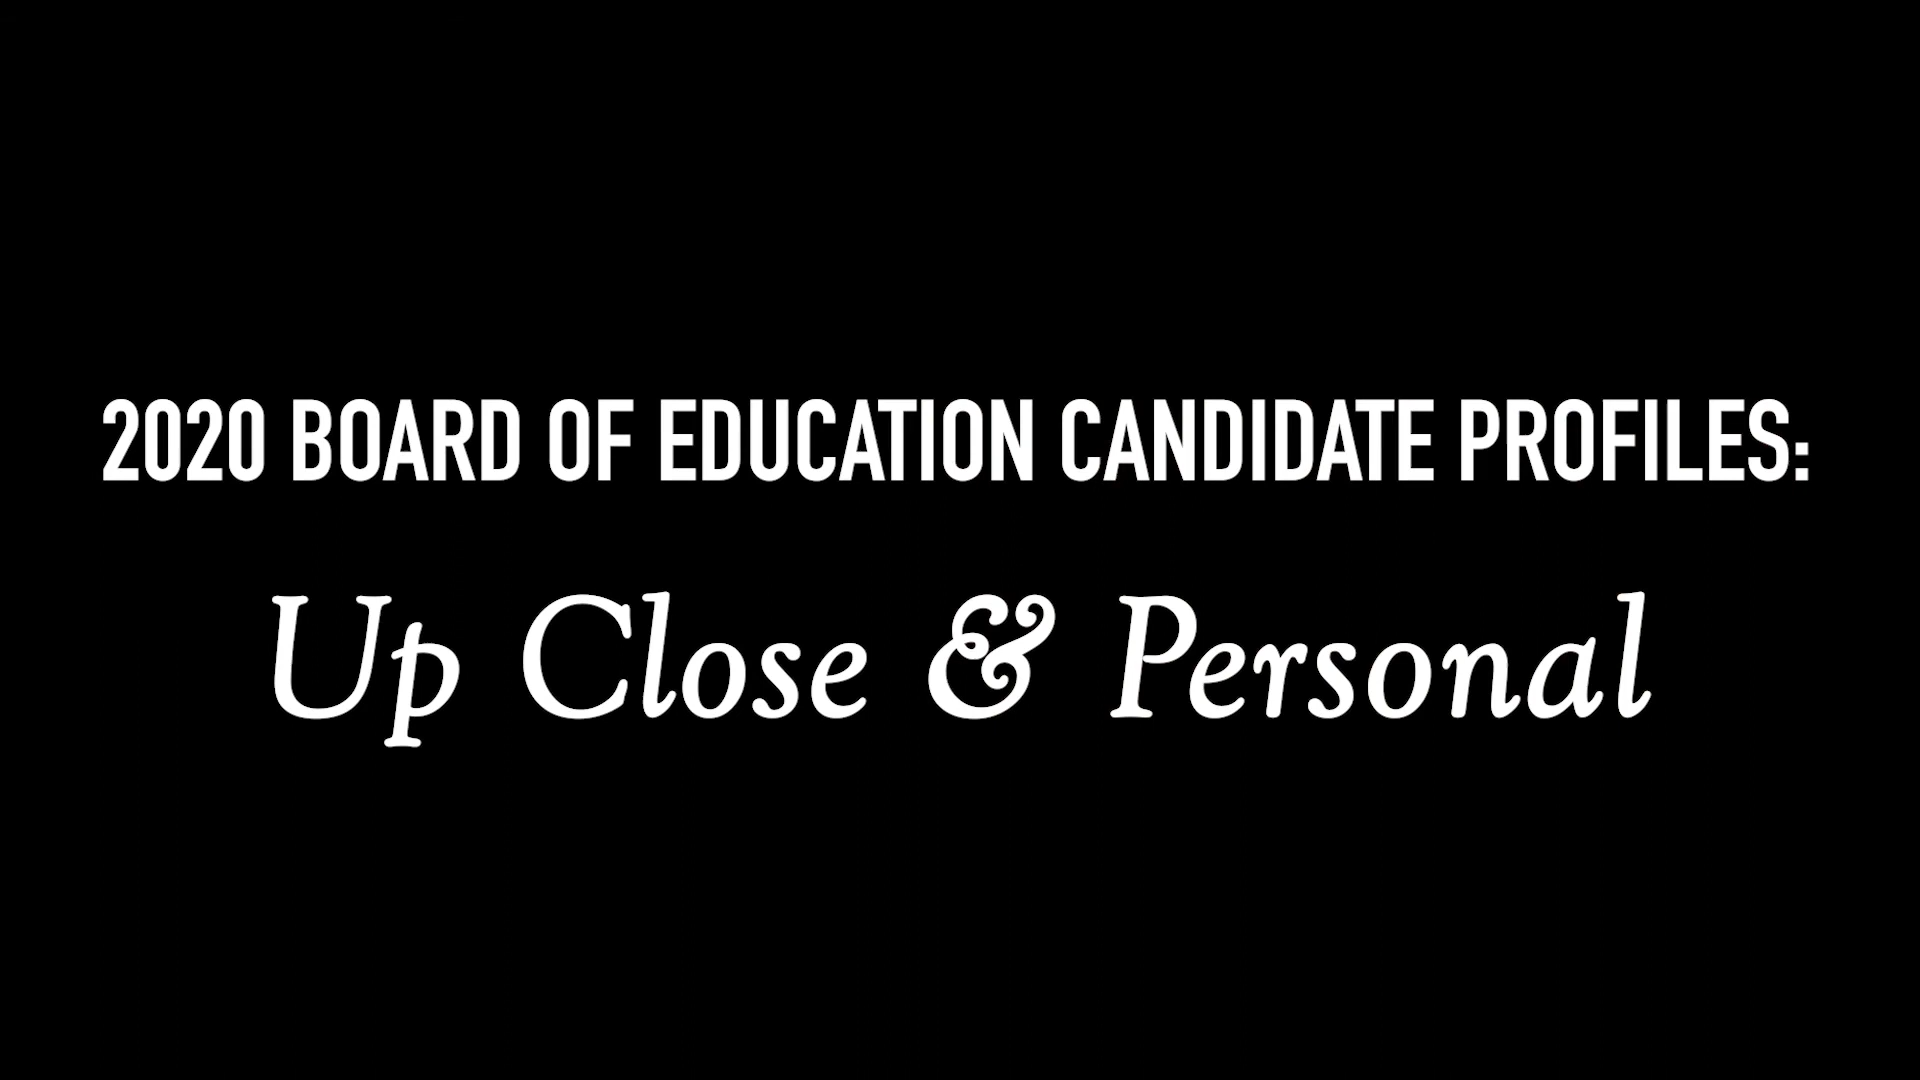 2020 BOARD OF EDUCATION CANDIDATE PROFILES:
Up Close & Personal